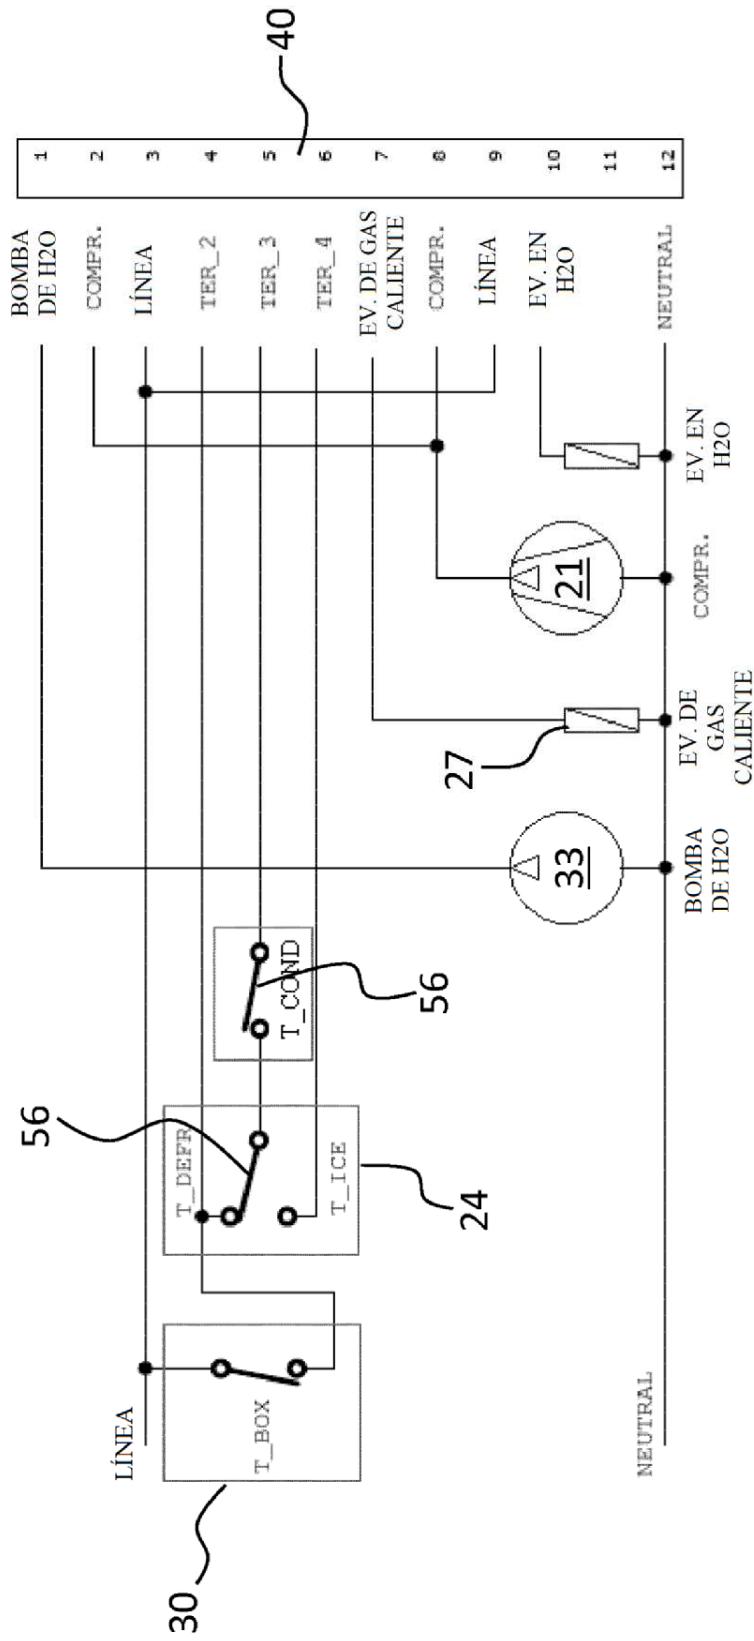 40
1
2
3
4
5
6
7
8
9
10
11
12
BOMBA
DE H2O
COMPR.
LÍNEA
TER_2
TER_3
TER_4
EV. DE GAS
CALIENTE
COMPR.
LÍNEA
EV. EN
H2O
NEUTRAL
EV. EN
H2O
21
COMPR.
27
EV. DE
GAS
CALIENTE
33
BOMBA
DE H2O
T_COND
56
56
T_DEFR
T_ICE
24
LÍNEA
T_BOX
30
NEUTRAL